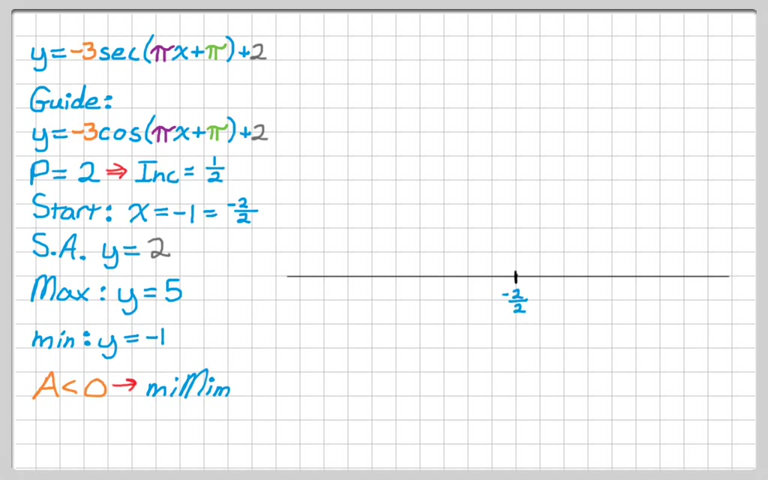 y=-3sec(πx+π)+2
Guide:
y=-3cos(πx+π)+2
P=2⇒Inc=1/2
Start: x=-1=-2/2
S.A. y=2
Max: y=5
min: y=-1
A<0→miMim
-2/2